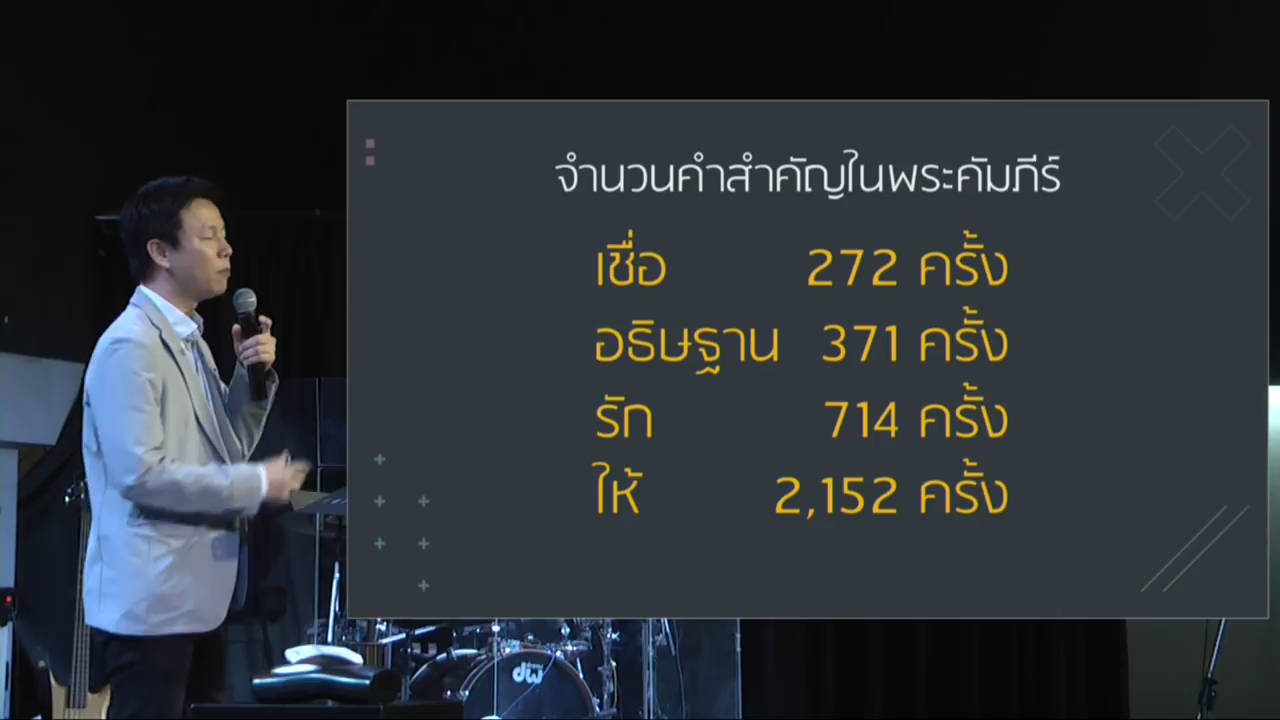 จำนวนคำสำคัญในพระคัมภีร์
เชื่อ 272 ครั้ง
อธิษฐาน 371 ครั้ง
รัก 714 ครั้ง
ให้ 2,152 ครั้ง
dw